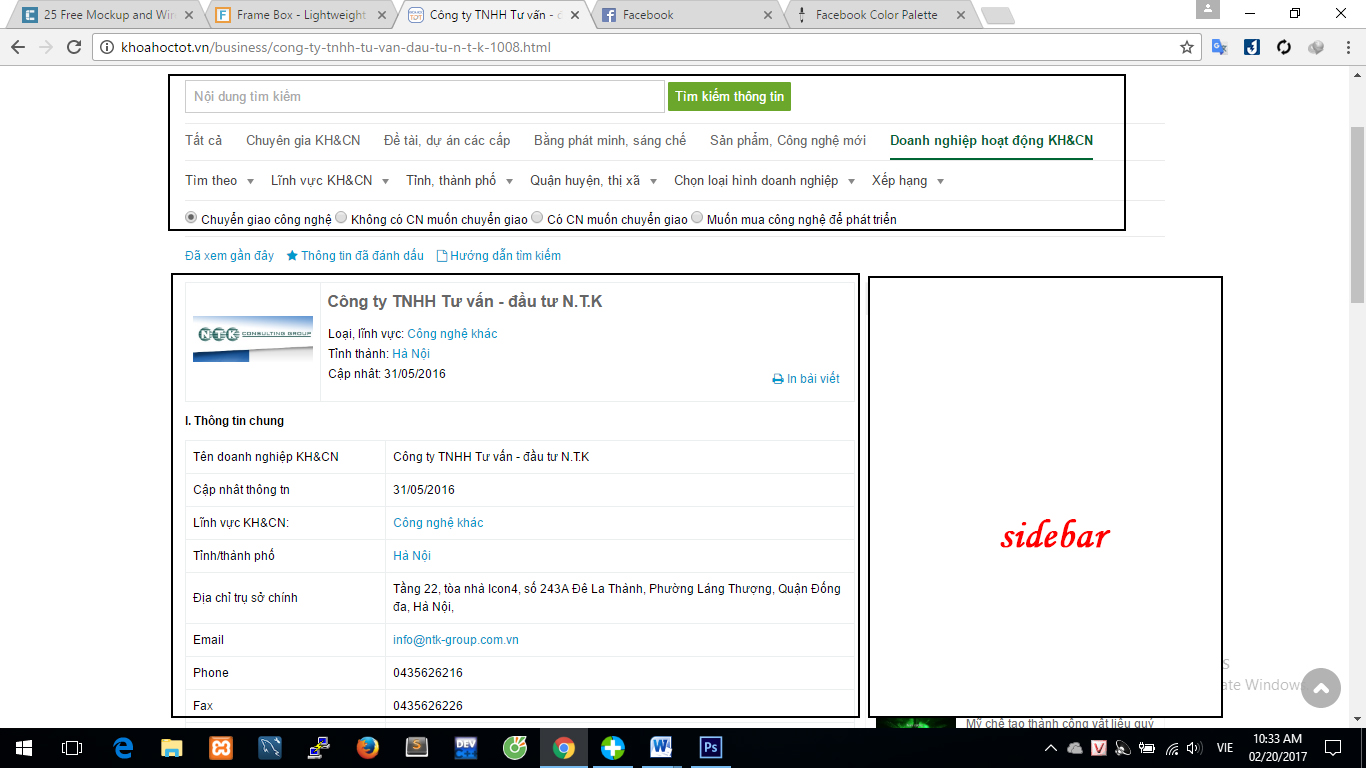 25 Free Mockup and Wir
Frame Box - Lightweight
Công ty TNHH Tư vấn - đ
Facebook
Facebook Color Palette
khoahoctot.vn/business/cong-ty-tnhh-tu-van-dau-tu-n-t-k-1008.html
Nội dung tìm kiếm
Tìm kiếm thông tin
Tất cả Chuyên gia KH&CN Đề tài, dự án các cấp Bằng phát minh, sáng chế Sản phẩm, Công nghệ mới Doanh nghiệp hoạt động KH&CN
Tìm theo Lĩnh vực KH&CN Tỉnh, thành phố Quận huyện, thị xã Chọn loại hình doanh nghiệp Xếp hạng
Chuyển giao công nghệ Không có CN muốn chuyển giao Có CN muốn chuyển giao Muốn mua công nghệ để phát triển
Đã xem gần đây Thông tin đã đánh dấu Hướng dẫn tìm kiếm
NTK CONSULTING GROUP
Công ty TNHH Tư vấn - đầu tư N.T.K
Loại, lĩnh vực: Công nghệ khác
Tỉnh thành: Hà Nội
Cập nhật: 31/05/2016
In bài viết
I. Thông tin chung
Tên doanh nghiệp KH&CN Công ty TNHH Tư vấn - đầu tư N.T.K
Cập nhât thông tn 31/05/2016
Lĩnh vực KH&CN: Công nghệ khác
Tỉnh/thành phố Hà Nội
Địa chỉ trụ sở chính Tầng 22, tòa nhà Icon4, số 243A Đê La Thành, Phường Láng Thượng, Quận Đống
đa, Hà Nội,
Email info@ntk-group.com.vn
Phone 0435626216
Fax 0435626226
sidebar
Windows
Mỹ chế tạo thành công vật liệu quý
DEV
VIE
10:33 AM
02/20/2017